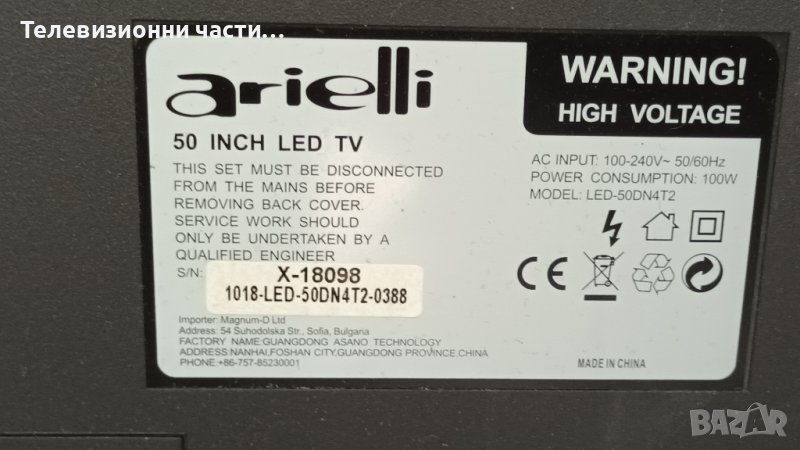 Телевизионни части...
arielli
WARNING!
HIGH VOLTAGE
50 INCH LED TV
THIS SET MUST BE DISCONNECTED
FROM THE MAINS BEFORE
REMOVING BACK COVER.
SERVICE WORK SHOULD
ONLY BE UNDERTAKEN BY A
QUALIFIED ENGINEER
S/N:
X-18098
1018-LED-50DN4T2-0388
AC INPUT: 100-240V~ 50/60Hz
POWER CONSUMPTION: 100W
MODEL: LED-50DN4T2
CE
Importer: Magnum-D Ltd
Address: 54 Suhodolska Str., Sofia, Bulgaria
FACTORY NAME:GUANGDONG ASANO TECHNOLOGY
ADDRESS:NANHAI,FOSHAN CITY,GUANGDONG PROVINCE.CHINA
PHONE:+86-757-85230001
MADE IN CHINA
BAZAR